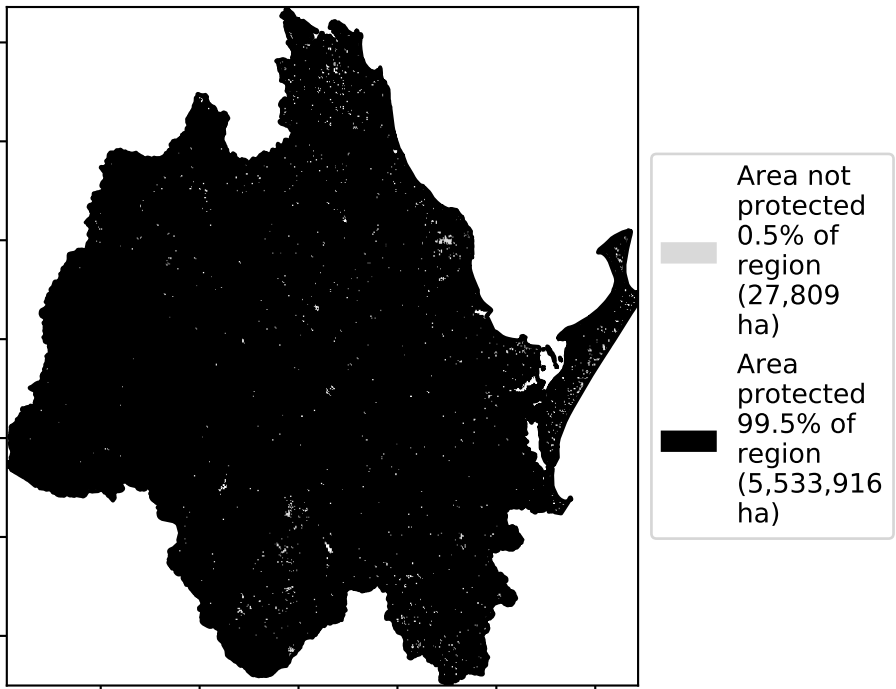 Area not
protected
0.5% of
region
(27,809
ha)
Area
protected
99.5% of
region
(5,533,916
ha)